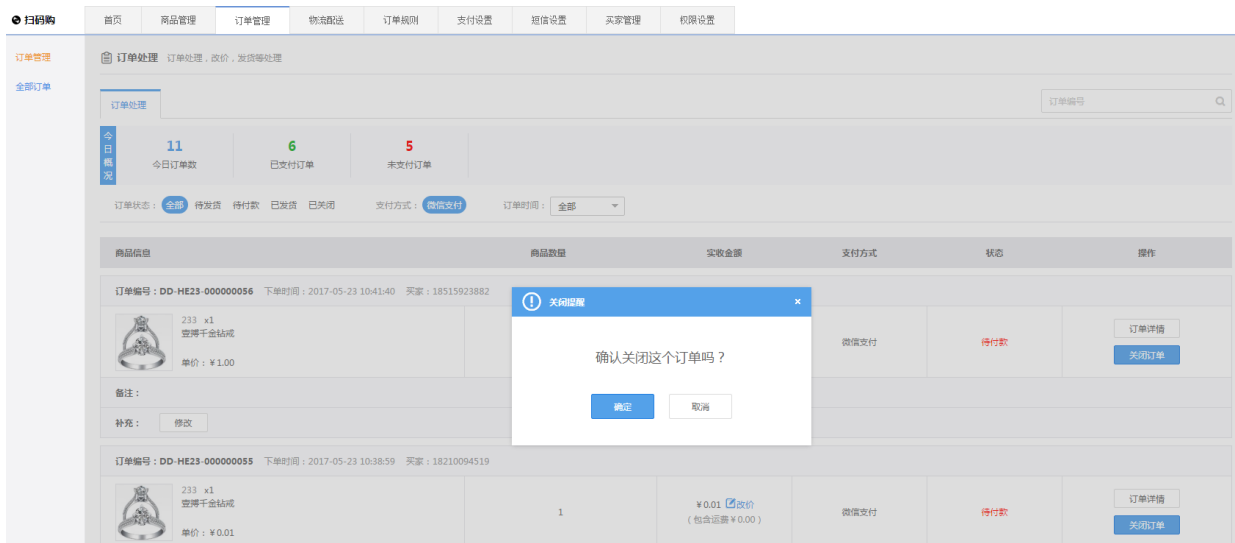 扫码购 首页 商品管理 订单管理 物流配送 订单规则 支付设置 短信设置 买家管理 权限设置
订单管理
全部订单
订单处理 订单处理，改价，发货等处理
订单处理 订单编号
今日概况
11 6 5
今日订单数 已支付订单 未支付订单
订单状态： 全部 待发货 待付款 已发货 已关闭 支付方式： 微信支付 订单时间： 全部
商品信息 商品数量 实收金额 支付方式 状态 操作
订单编号：DD-HE23-000000056 下单时间：2017-05-23 10:41:40 买家：18515923882
233 x1
壹搏千金钻戒
单价：￥1.00
微信支付 待付款 订单详情
关闭订单
备注：
补充： 修改
关闭提醒 ×
确认关闭这个订单吗？
确定 取消
订单编号：DD-HE23-000000055 下单时间：2017-05-23 10:38:59 买家：18210094519
233 x1
壹搏千金钻戒
单价：￥0.01
1 ￥0.01 改价
（包含运费￥0.00）
微信支付 待付款 订单详情
关闭订单